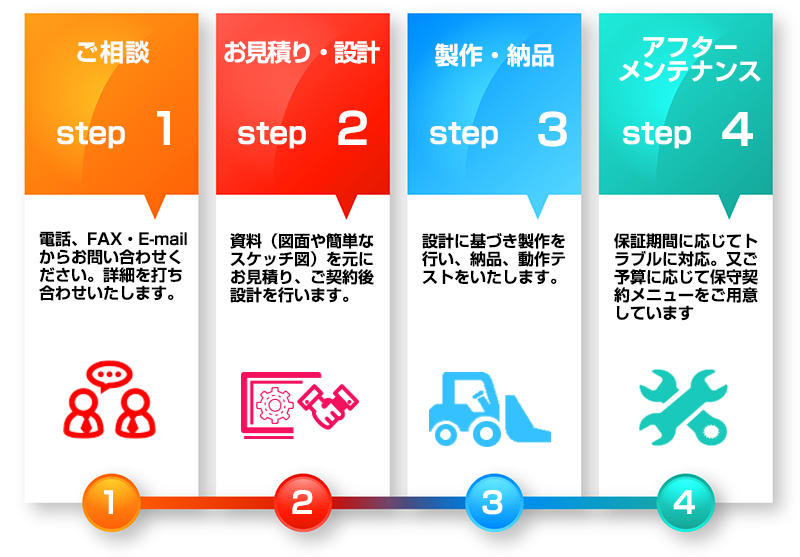 ご相談
step 1
電話、FAX・E-mail
からお問い合わせく
ださい。詳細を打ち
合わせいたします。
1
お見積り・設計
step 2
資料（図面や簡単な
スケッチ図）を元に
お見積り、ご契約後
設計を行います。
2
製作・納品
step 3
設計に基づき製作を
行い、納品、動作テ
ストをいたします。
3
アフター
メンテナンス
step 4
保証期間に応じてト
ラブルに対応。又ご
予算に応じて保守契
約メニューをご用意
しています
4